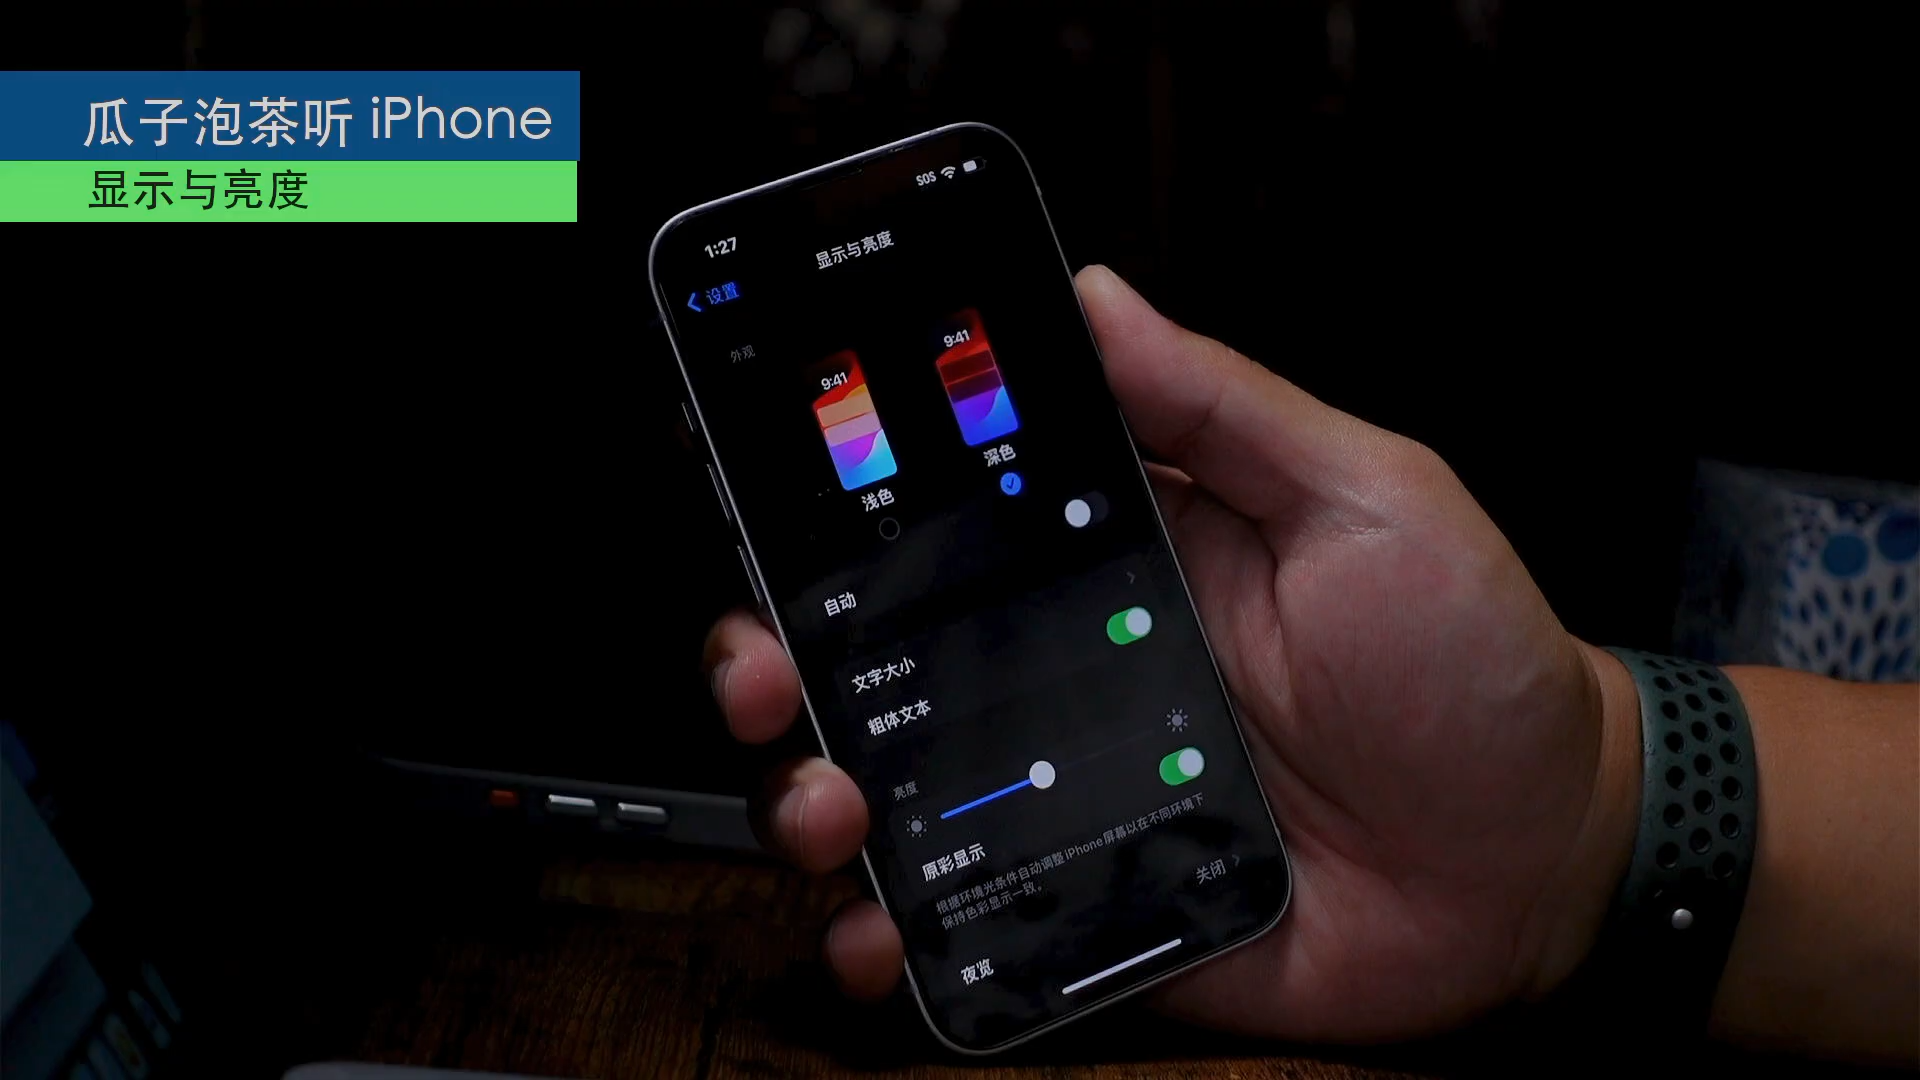 瓜子泡茶听 iPhone
显示与亮度
SOS
1:27
显示与亮度
设置
外观
9:41
9:41
浅色
深色
自动
文字大小
粗体文本
亮度
原彩显示
根据环境光条件自动调整 iPhone 屏幕以在不同环境下
保持色彩显示一致。
夜览
关闭